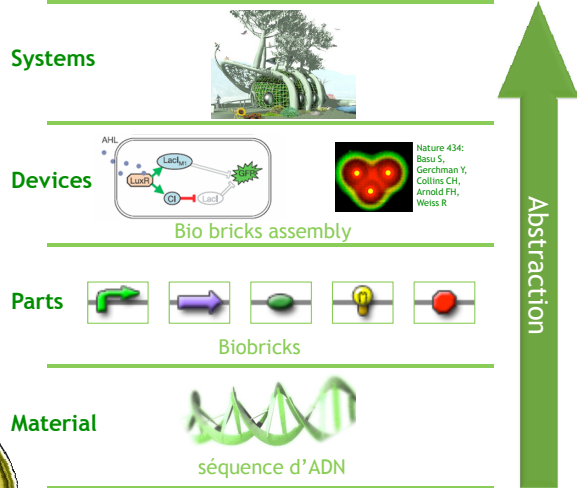 Systems
Devices
AHL
LuxR
LacI M1
GFP
CI
LacI
Nature 434:
Basu S,
Gerchman Y,
Collins CH,
Arnold FH,
Weiss R
Bio bricks assembly
Parts
Biobricks
Material
séquence d’ADN
Abstraction